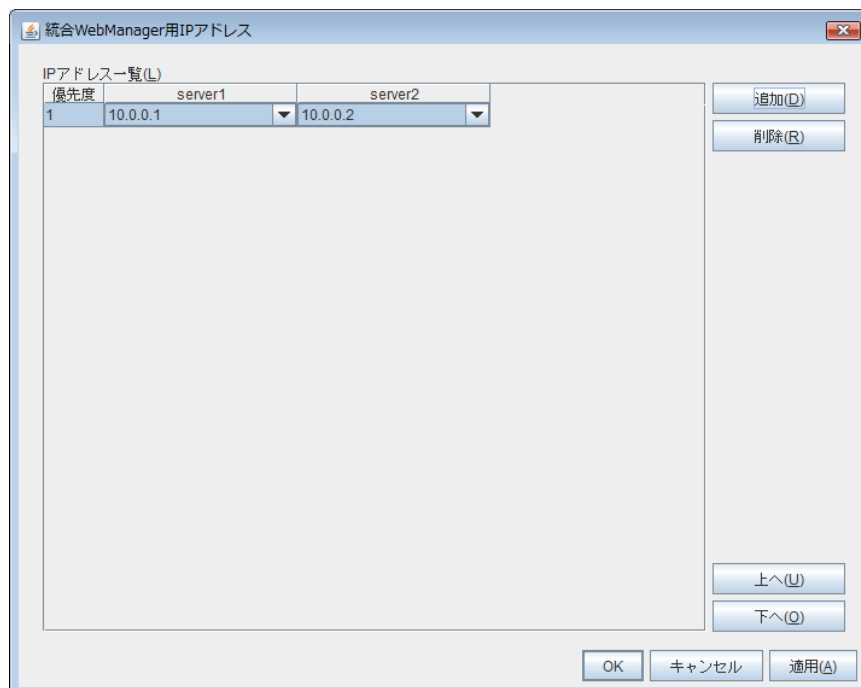 統合WebManager用IPアドレス
IPアドレス一覧(L)
優先度 server1 server2
1 10.0.0.1 10.0.0.2
追加(D)
削除(R)
上へ(U)
下へ(O)
OK キャンセル 適用(A)